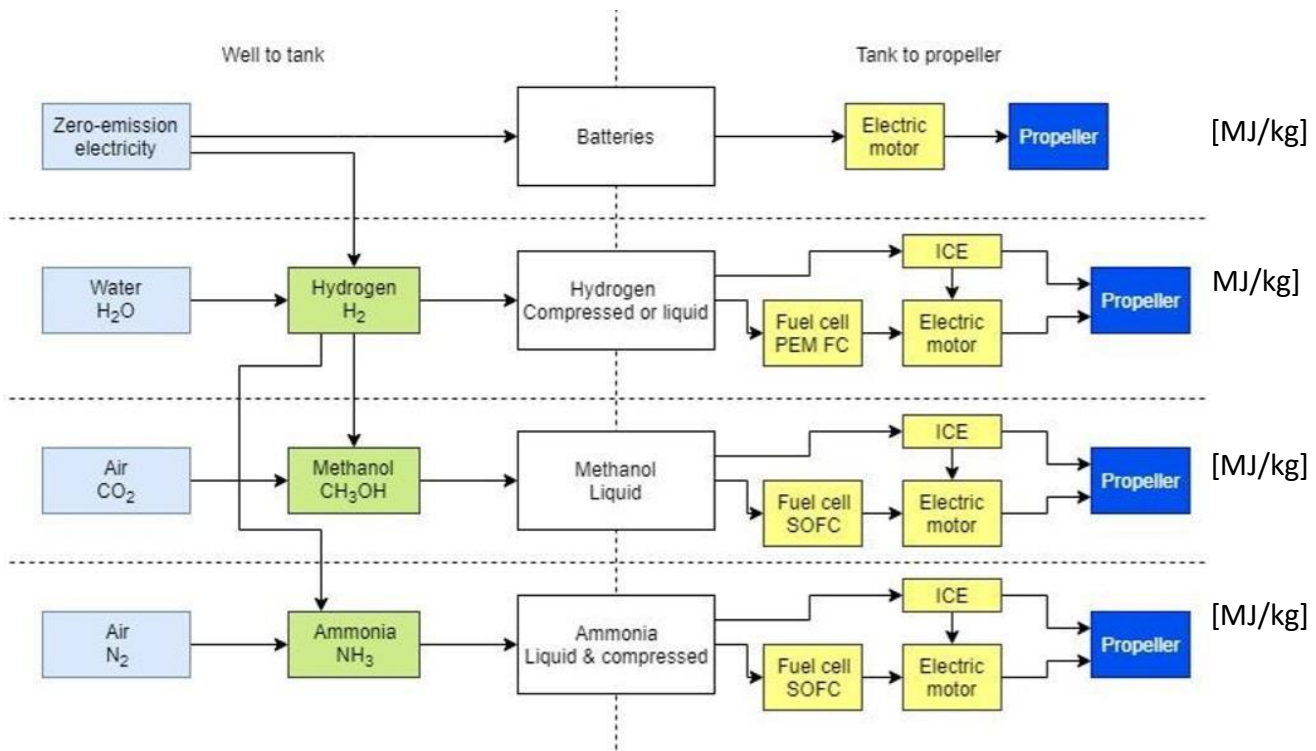 Well to tank
Tank to propeller
Zero-emission
electricity
Batteries
Electric
motor
Propeller
[MJ/kg]
Water
H₂O
Hydrogen
H₂
Hydrogen
Compressed or liquid
ICE
Fuel cell
PEM FC
Electric
motor
Propeller
MJ/kg]
Air
CO₂
Methanol
CH₃OH
Methanol
Liquid
ICE
Fuel cell
SOFC
Electric
motor
Propeller
[MJ/kg]
Air
N₂
Ammonia
NH₃
Ammonia
Liquid & compressed
ICE
Fuel cell
SOFC
Electric
motor
Propeller
[MJ/kg]